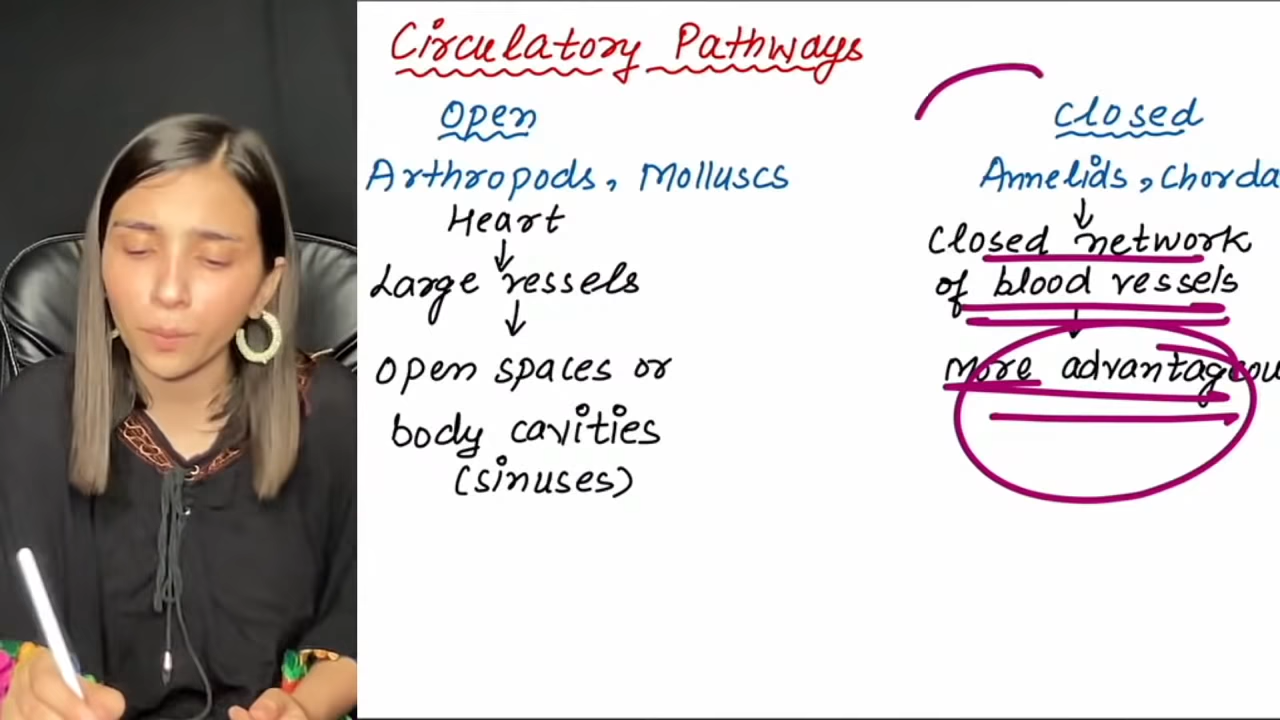 Circulatory Pathways
Open
Arthropods, Molluscs
Heart
Large vessels
open spaces or
body cavities
(sinuses)
Closed
Annelids, Chorda
Closed network
of blood vessels
More advantageou